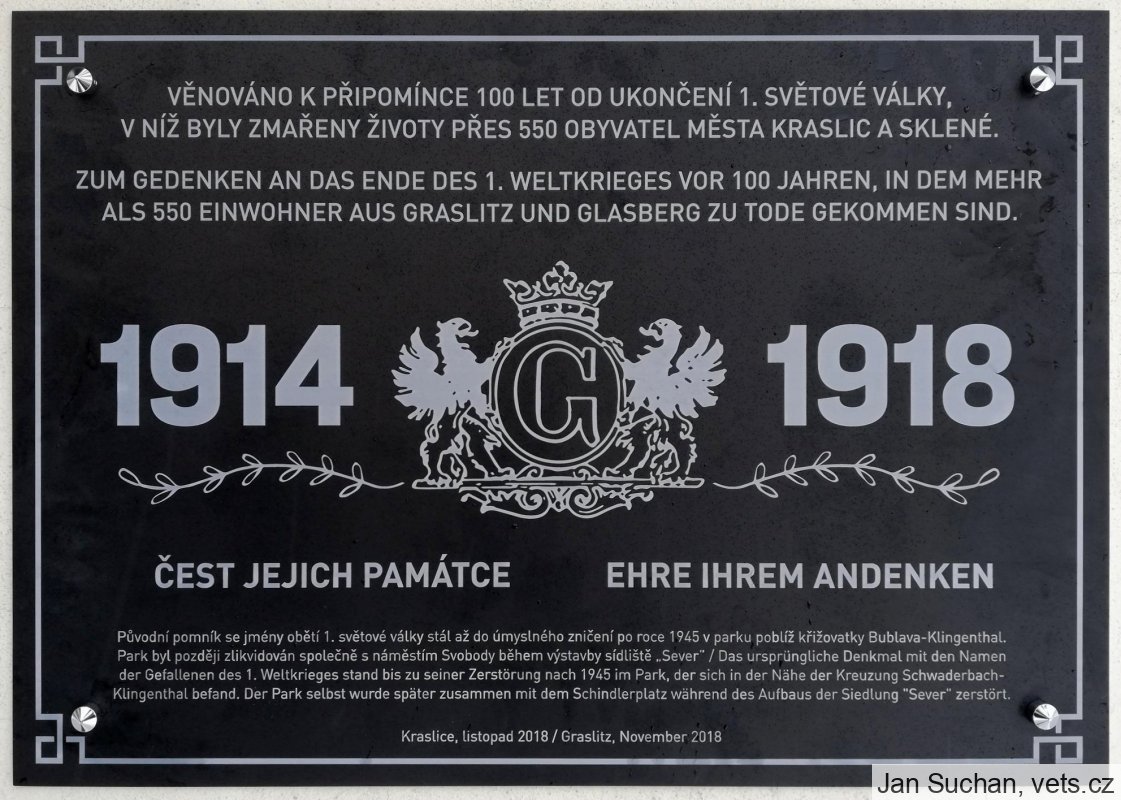 VĚNOVÁNO K PŘIPOMÍNCE 100 LET OD UKONČENÍ 1. SVĚTOVÉ VÁLKY,
V NÍŽ BYLY ZMAŘENY ŽIVOTY PŘES 550 OBYVATEL MĚSTA KRASLIC A SKLENÉ.
ZUM GEDENKEN AN DAS ENDE DES 1. WELTKRIEGES VOR 100 JAHREN, IN DEM MEHR
ALS 550 EINWOHNER AUS GRASLITZ UND GLASBERG ZU TODE GEKOMMEN SIND.
1914 G 1918
ČEST JEJICH PAMÁTCE EHRE IHREM ANDENKEN
Původní pomník se jmény obětí 1. světové války stál až do úmyslného zničení po roce 1945 v parku poblíž křižovatky Bublava-Klingenthal.
Park byl později zlikvidován společně s náměstím Svobody během výstavby sídliště „Sever" / Das ursprüngliche Denkmal mit den Namen
der Gefallenen des 1. Weltkrieges stand bis zu seiner Zerstörung nach 1945 im Park, der sich in der Nähe der Kreuzung Schwaderbach-
Klingenthal befand. Der Park selbst wurde später zusammen mit dem Schindlerplatz während des Aufbaus der Siedlung "Sever" zerstört.
Kraslice, listopad 2018 / Graslitz, November 2018
Jan Suchan, vets.cz